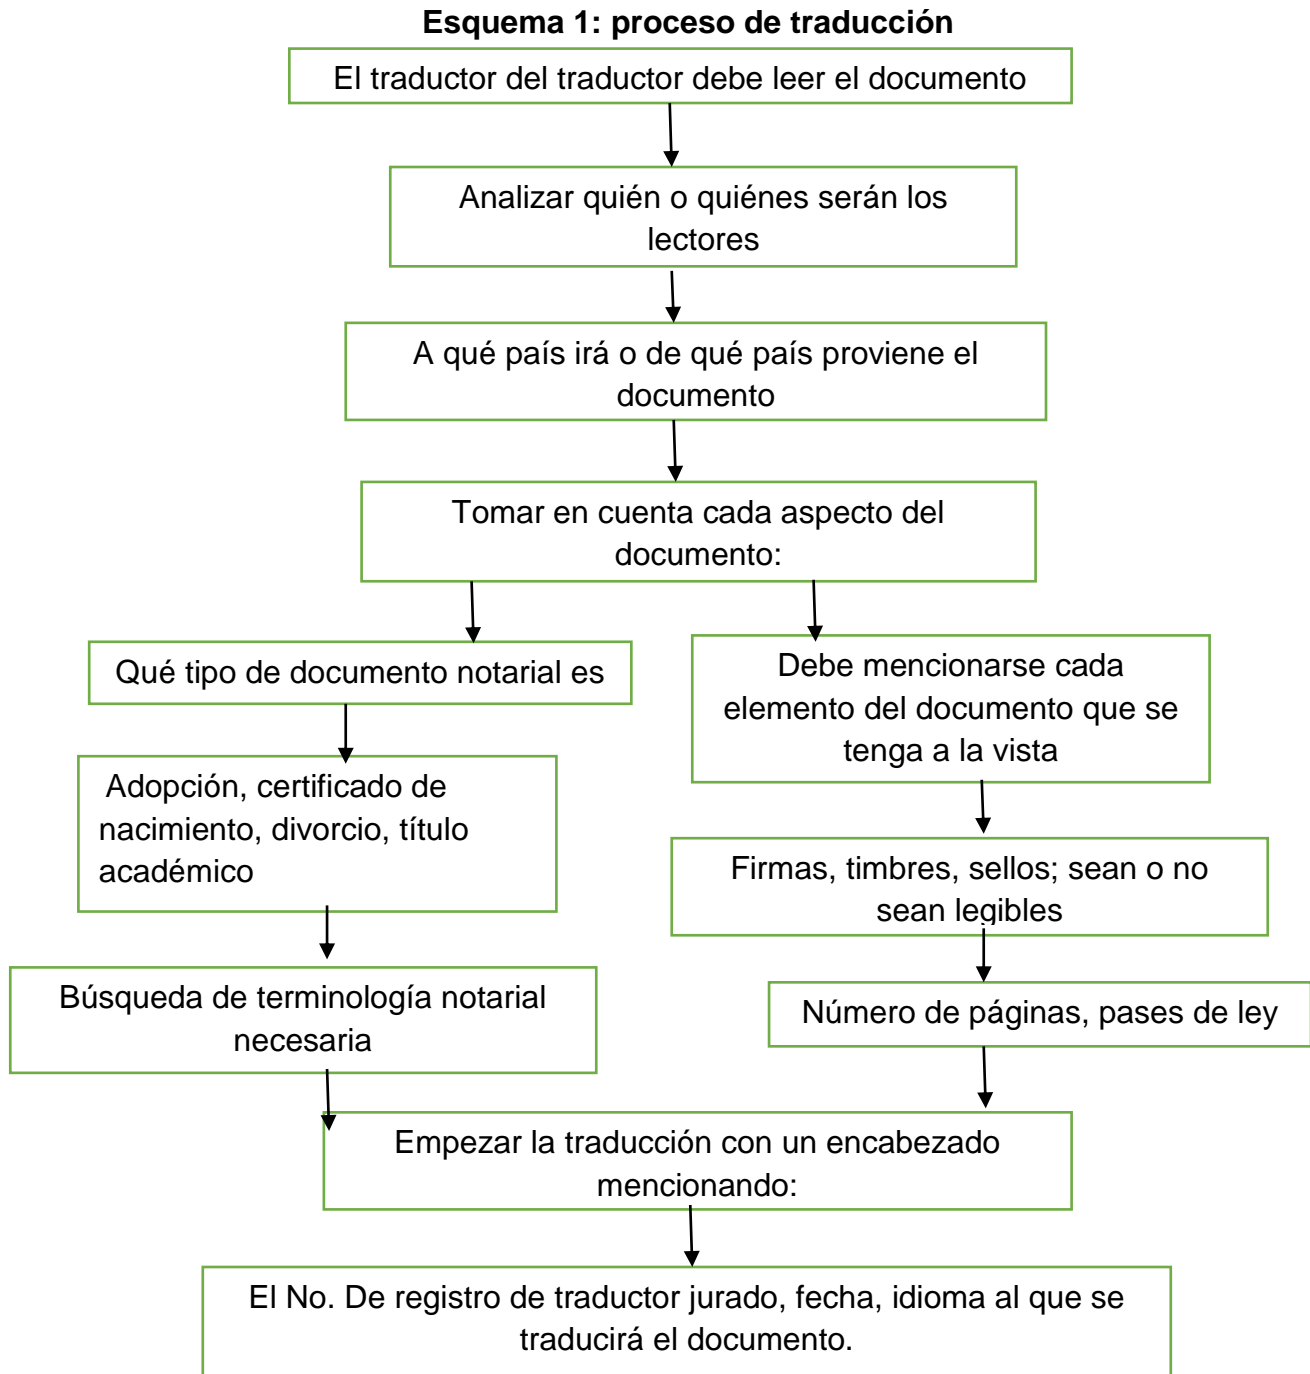 Esquema 1: proceso de traducción
El traductor del traductor debe leer el documento
Analizar quién o quiénes serán los
lectores
A qué país irá o de qué país proviene el
documento
Tomar en cuenta cada aspecto del
documento:
Qué tipo de documento notarial es
Adopción, certificado de
nacimiento, divorcio, título
académico
Búsqueda de terminología notarial
necesaria
Debe mencionarse cada
elemento del documento que se
tenga a la vista
Firmas, timbres, sellos; sean o no
sean legibles
Número de páginas, pases de ley
Empezar la traducción con un encabezado
mencionando:
El No. De registro de traductor jurado, fecha, idioma al que se
traducirá el documento.